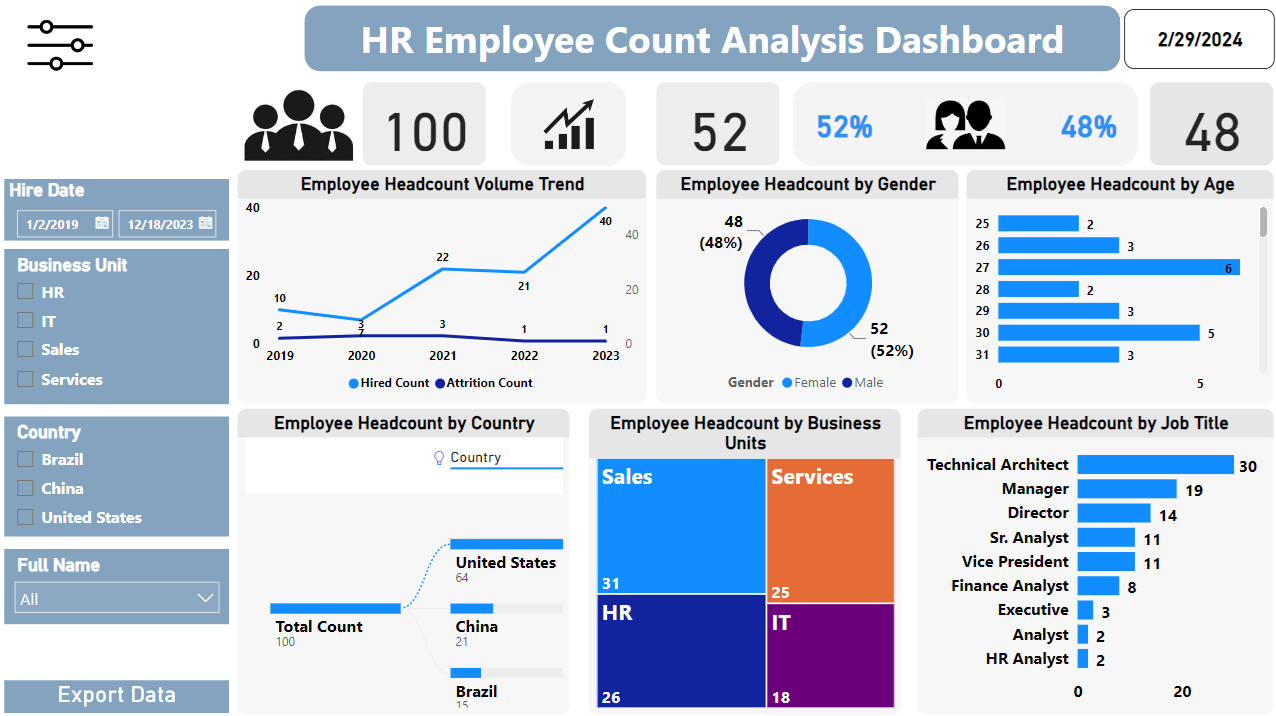 HR Employee Count Analysis Dashboard
2/29/2024
100
52
52%
48%
48
Hire Date
1/2/2019
12/18/2023
Business Unit
HR
IT
Sales
Services
Country
Brazil
China
United States
Full Name
All
Export Data
Employee Headcount Volume Trend
40
20
0
40
20
0
10
7
22
21
40
2
3
3
1
1
2019
2020
2021
2022
2023
Hired Count
Attrition Count
Employee Headcount by Gender
48
(48%)
52
(52%)
Gender
Female
Male
Employee Headcount by Age
25 2
26 3
27 6
28 2
29 3
30 5
31 3
0 5
Employee Headcount by Country
Country
Total Count
100
United States
64
China
21
Brazil
15
Employee Headcount by Business
Units
Sales
31
Services
25
HR
26
IT
18
Employee Headcount by Job Title
Technical Architect 30
Manager 19
Director 14
Sr. Analyst 11
Vice President 11
Finance Analyst 8
Executive 3
Analyst 2
HR Analyst 2
0 20